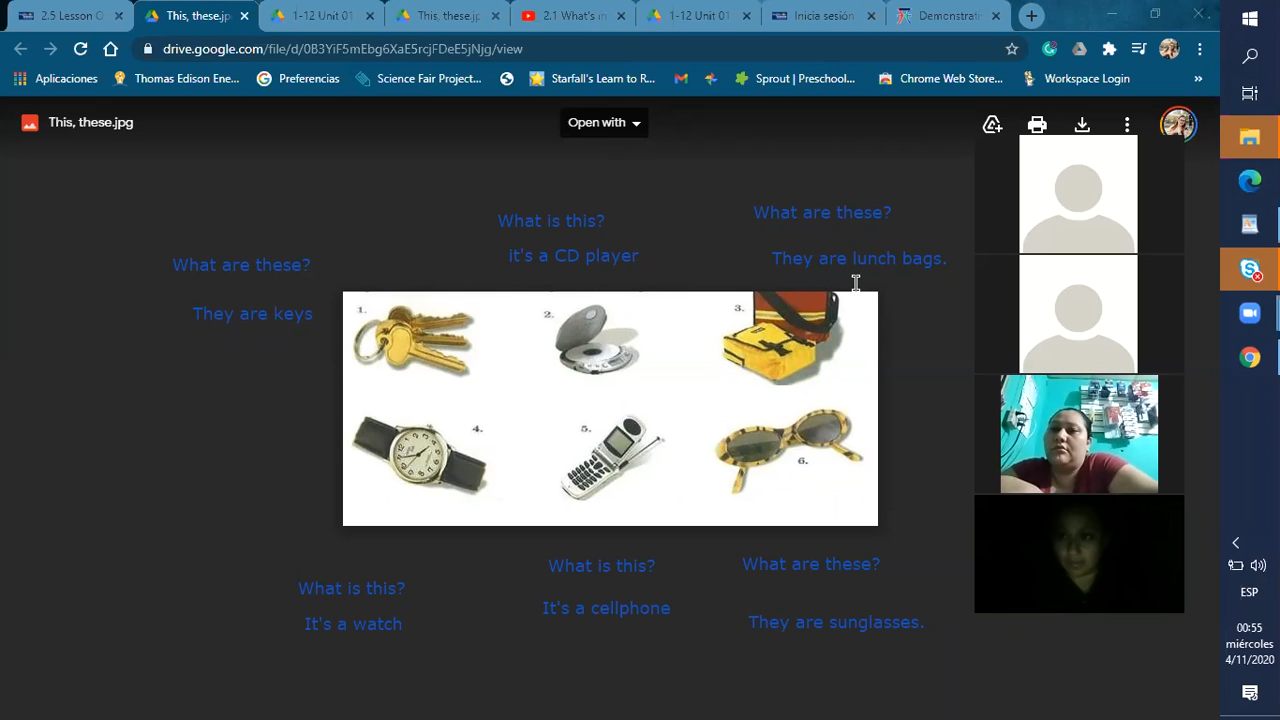 2.5 Lesson O
This, these.jpg
1-12 Unit 01
This, these.jp
2.1 What's in
1-12 Unit 01
Inicia sesión
Demonstrati
drive.google.com/file/d/0B3YiF5mEbg6XaE5rcjFDeE5jNjg/view
Aplicaciones
Thomas Edison Ene...
Preferencias
Science Fair Project...
Starfall's Learn to R...
Sprout | Preschool...
Chrome Web Store...
Workspace Login
»
This, these.jpg
Open with
What are these?
They are keys
What is this?
it's a CD player
What are these?
They are lunch bags.
1.
2.
3.
4.
5.
6.
What is this?
It's a watch
What is this?
It's a cellphone
What are these?
They are sunglasses.
ESP
00:55
miércoles
4/11/2020